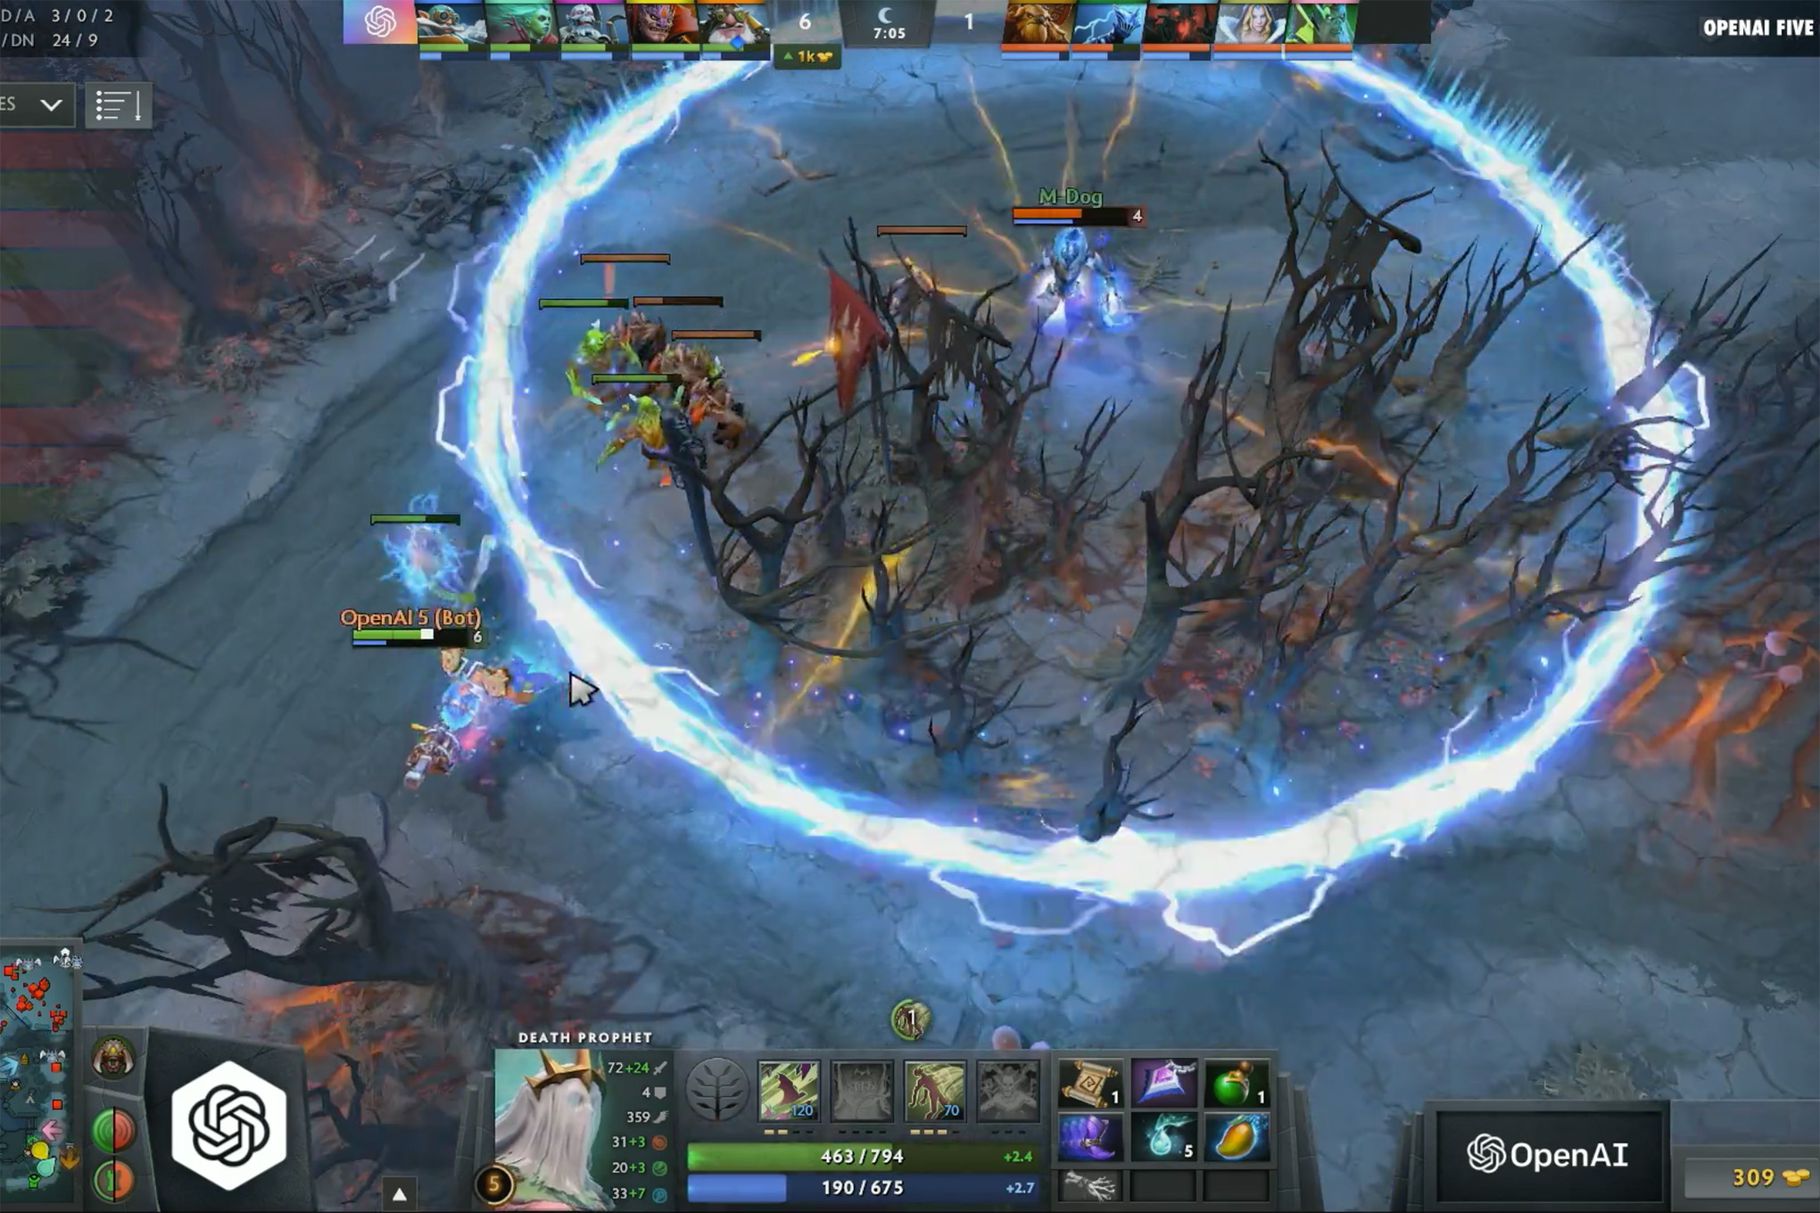 D/A 3 / 0 / 2
/DN 24 / 9
6
7:05
1
1k
OPENAI FIVE
ES
M-Dog
4
OpenAI 5 (Bot)
6
1
DEATH PROPHET
72+24
4
359
31+3
20+3
33+7
5
120
70
463 / 794
+2.4
190 / 675
+2.7
1
1
5
OpenAI
309